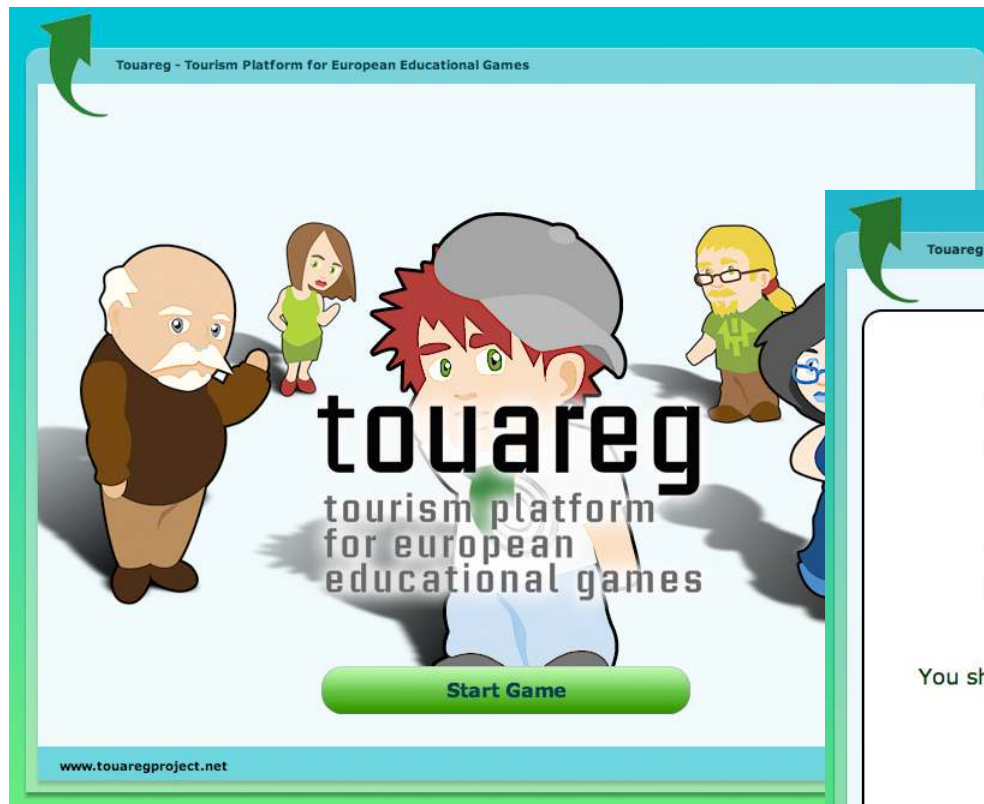 Touareg - Tourism Platform for European Educational Games
touareg
tourism platform
for european
educational games
Start Game
www.touaregproject.net
Touareg
You sh